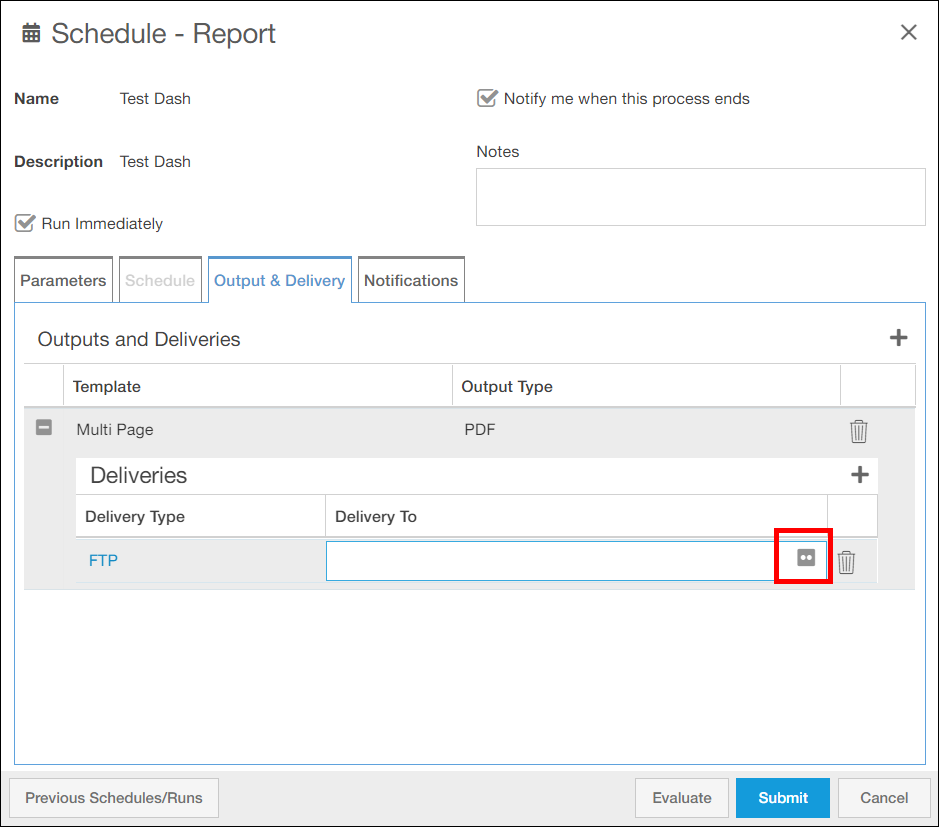 Schedule - Report
Name Test Dash
Notify me when this process ends
Description Test Dash
Notes
Run Immediately
Parameters Schedule Output & Delivery Notifications
Outputs and Deliveries
Template Output Type
Multi Page PDF
Deliveries
Delivery Type Delivery To
FTP
Previous Schedules/Runs Evaluate Submit Cancel